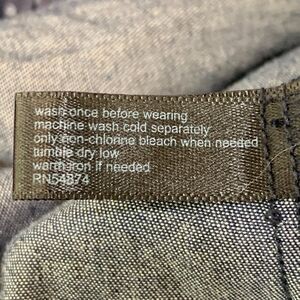 wash once before wearing
machine wash cold separately
only non-chlorine bleach when needed
tumble dry low
warm iron if needed
RN54874